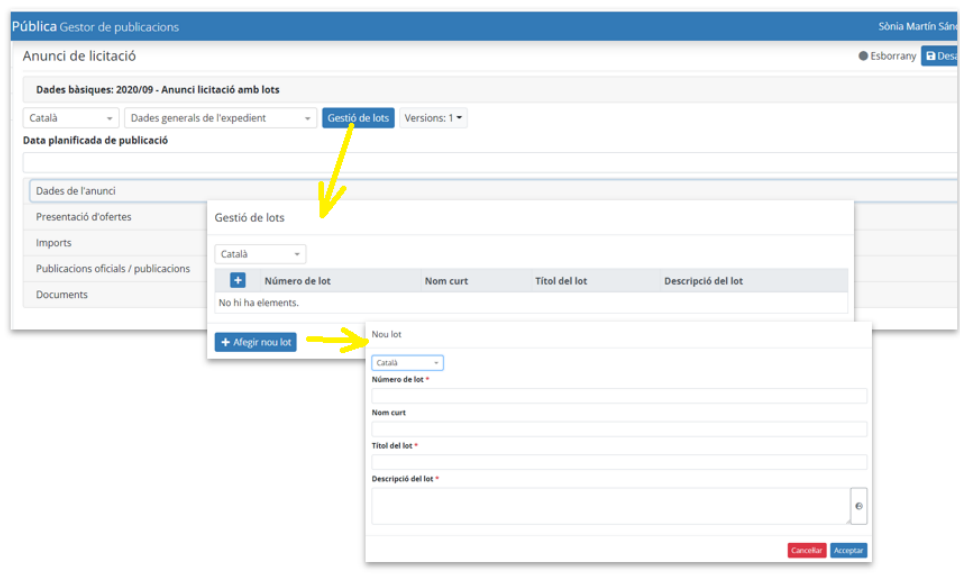 Pública Gestor de publicacions
Sònia Martín
Anunci de licitació
Esborrany
Dades bàsiques: 2020/09 - Anunci licitació amb lots
Català Dades generals de l'expedient Gestió de lots Versions: 1
Data planificada de publicació
Dades de l'anunci
Presentació d'ofertes
Imports
Publicacions oficials / publicacions
Documents
Gestió de lots
Català
+ Número de lot Nom curt Títol del lot Descripció del lot
No hi ha elements.
+ Afegir nou lot
Nou lot
Català
Número de lot *
Nom curt
Títol del lot *
Descripció del lot *
Cancel·lar Acceptar